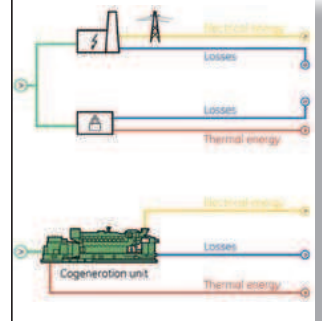 Electrical energy
Losses
Losses
Thermal energy
Electrical energy
Losses
Cogeneration unit
Thermal energy